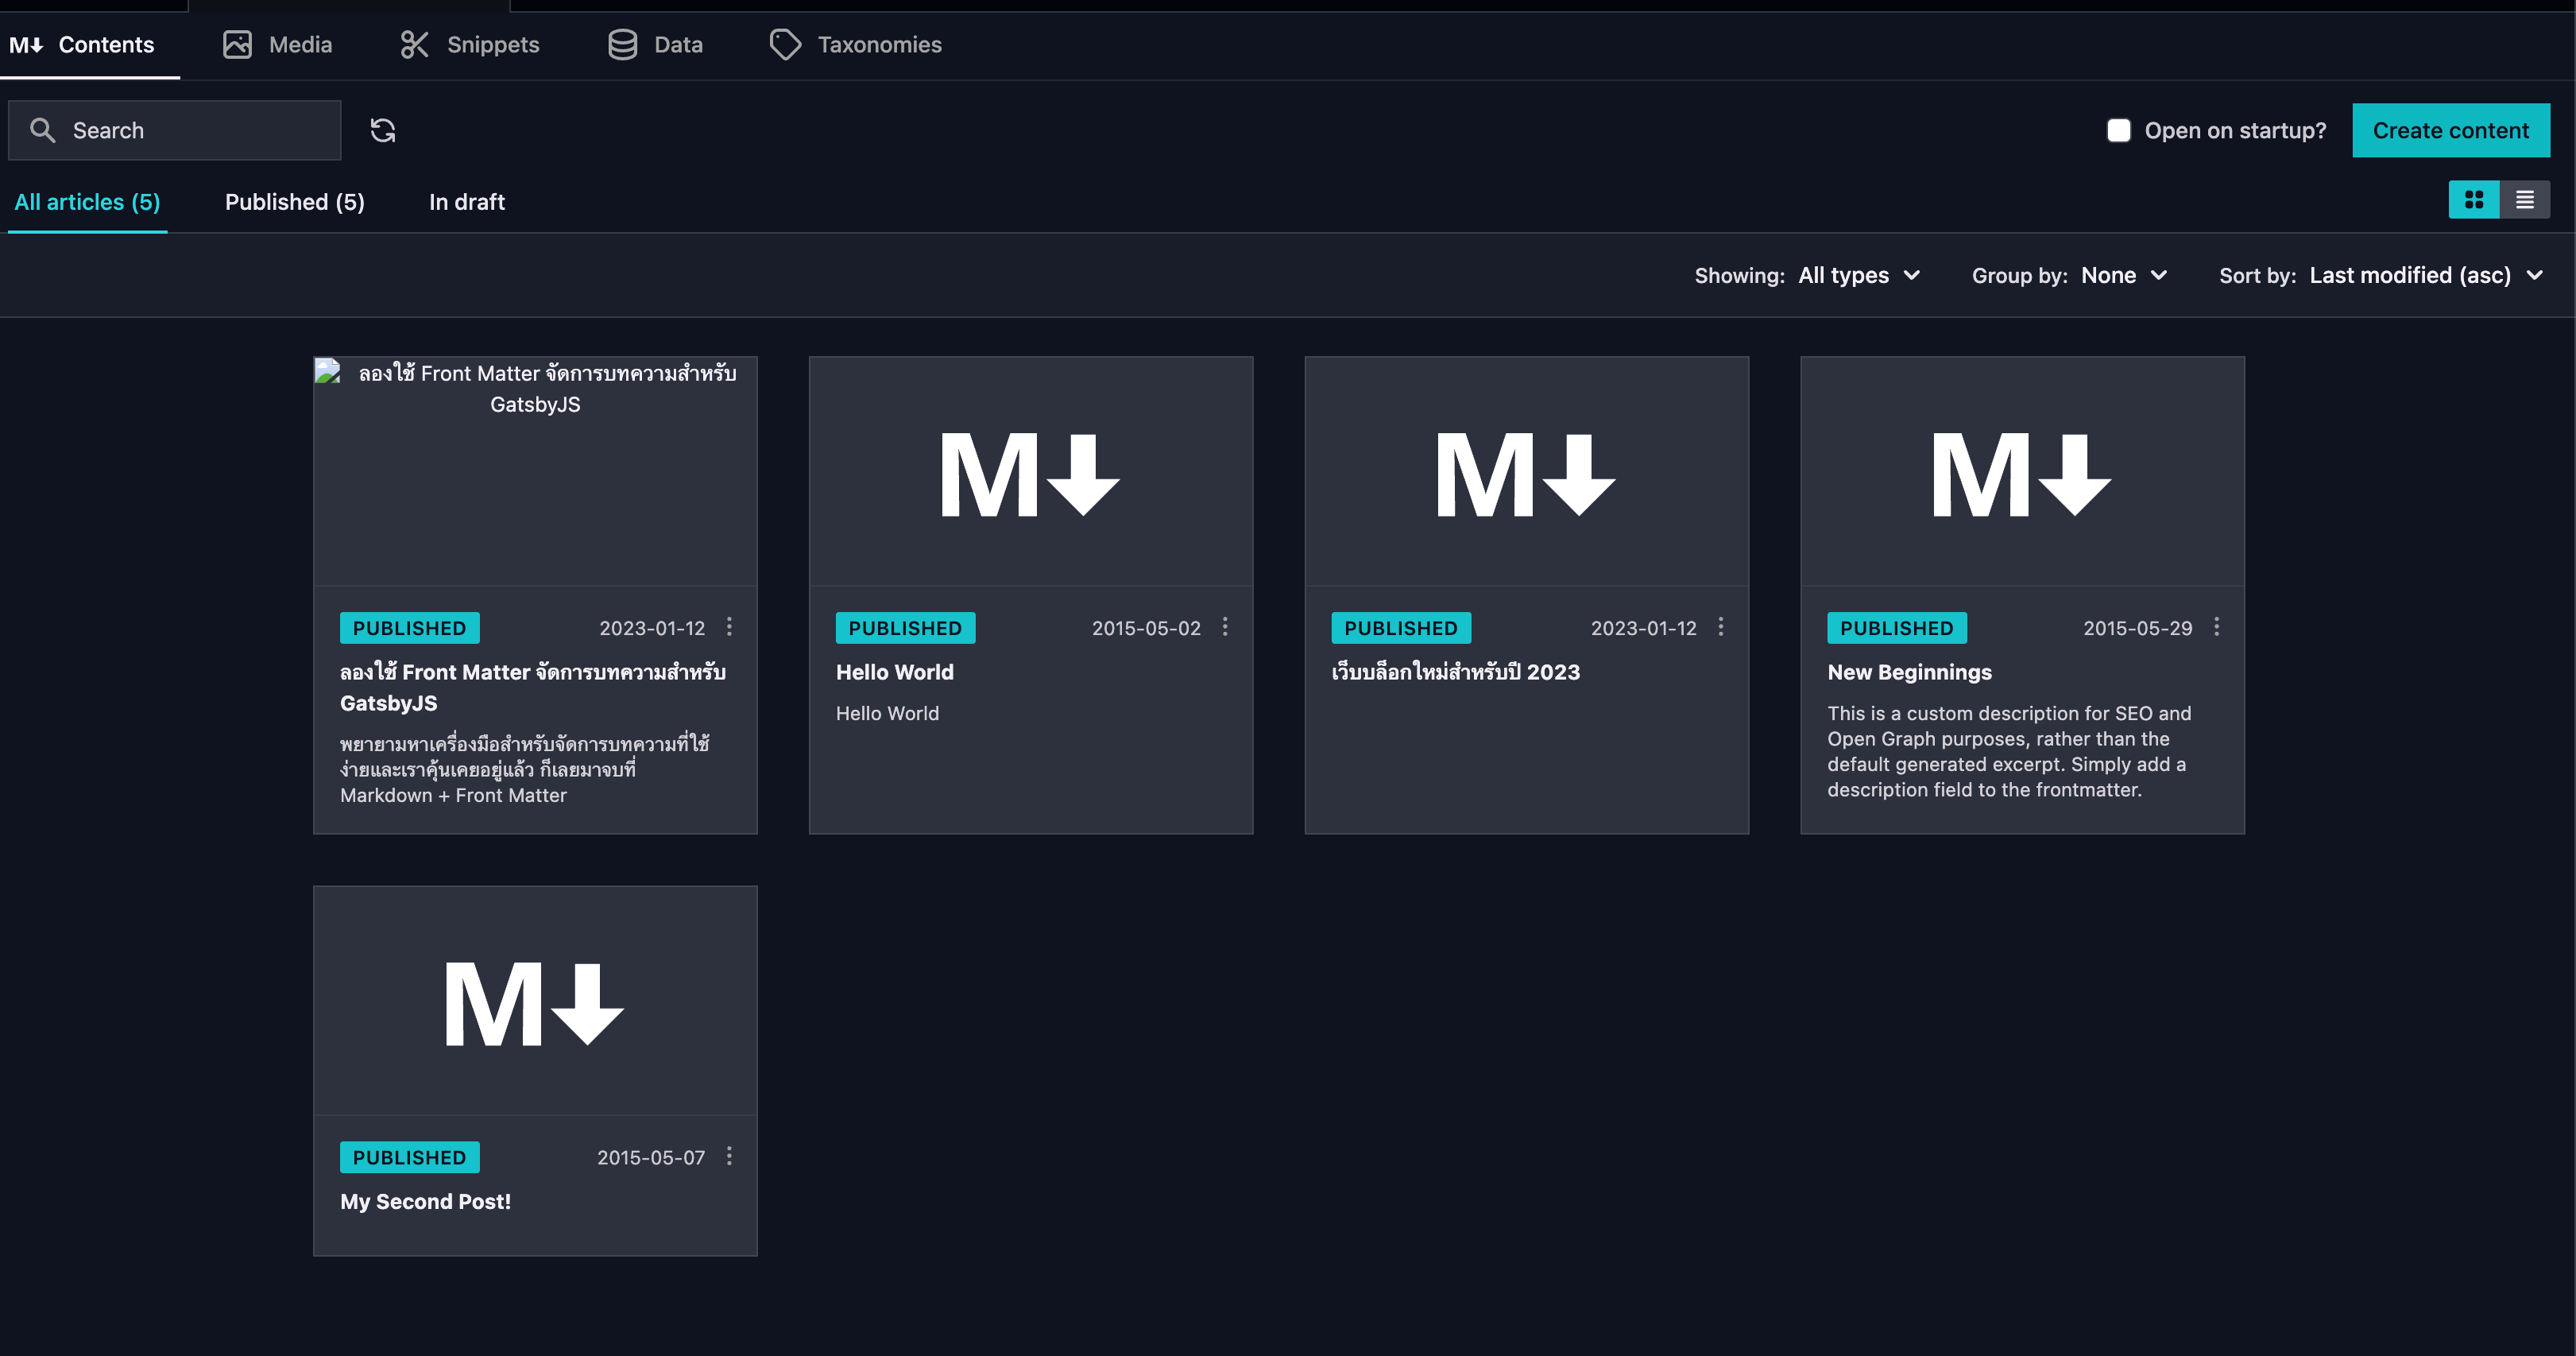 M↓ Contents
Media
Snippets
Data
Taxonomies
Search
Open on startup?
Create content
All articles (5)
Published (5)
In draft
Showing: All types
Group by: None
Sort by: Last modified (asc)
ลองใช้ Front Matter จัดการบทความสำหรับ
GatsbyJS
PUBLISHED
2023-01-12
ลองใช้ Front Matter จัดการบทความสำหรับ
GatsbyJS
พยายามหาเครื่องมือสำหรับจัดการบทความที่ใช้
ง่ายและเราคุ้นเคยอยู่แล้ว ก็เลยมาจบที่
Markdown + Front Matter
M↓
PUBLISHED
2015-05-02
Hello World
Hello World
M↓
PUBLISHED
2023-01-12
เว็บบล็อกใหม่สำหรับปี 2023
M↓
PUBLISHED
2015-05-29
New Beginnings
This is a custom description for SEO and
Open Graph purposes, rather than the
default generated excerpt. Simply add a
description field to the frontmatter.
M↓
PUBLISHED
2015-05-07
My Second Post!